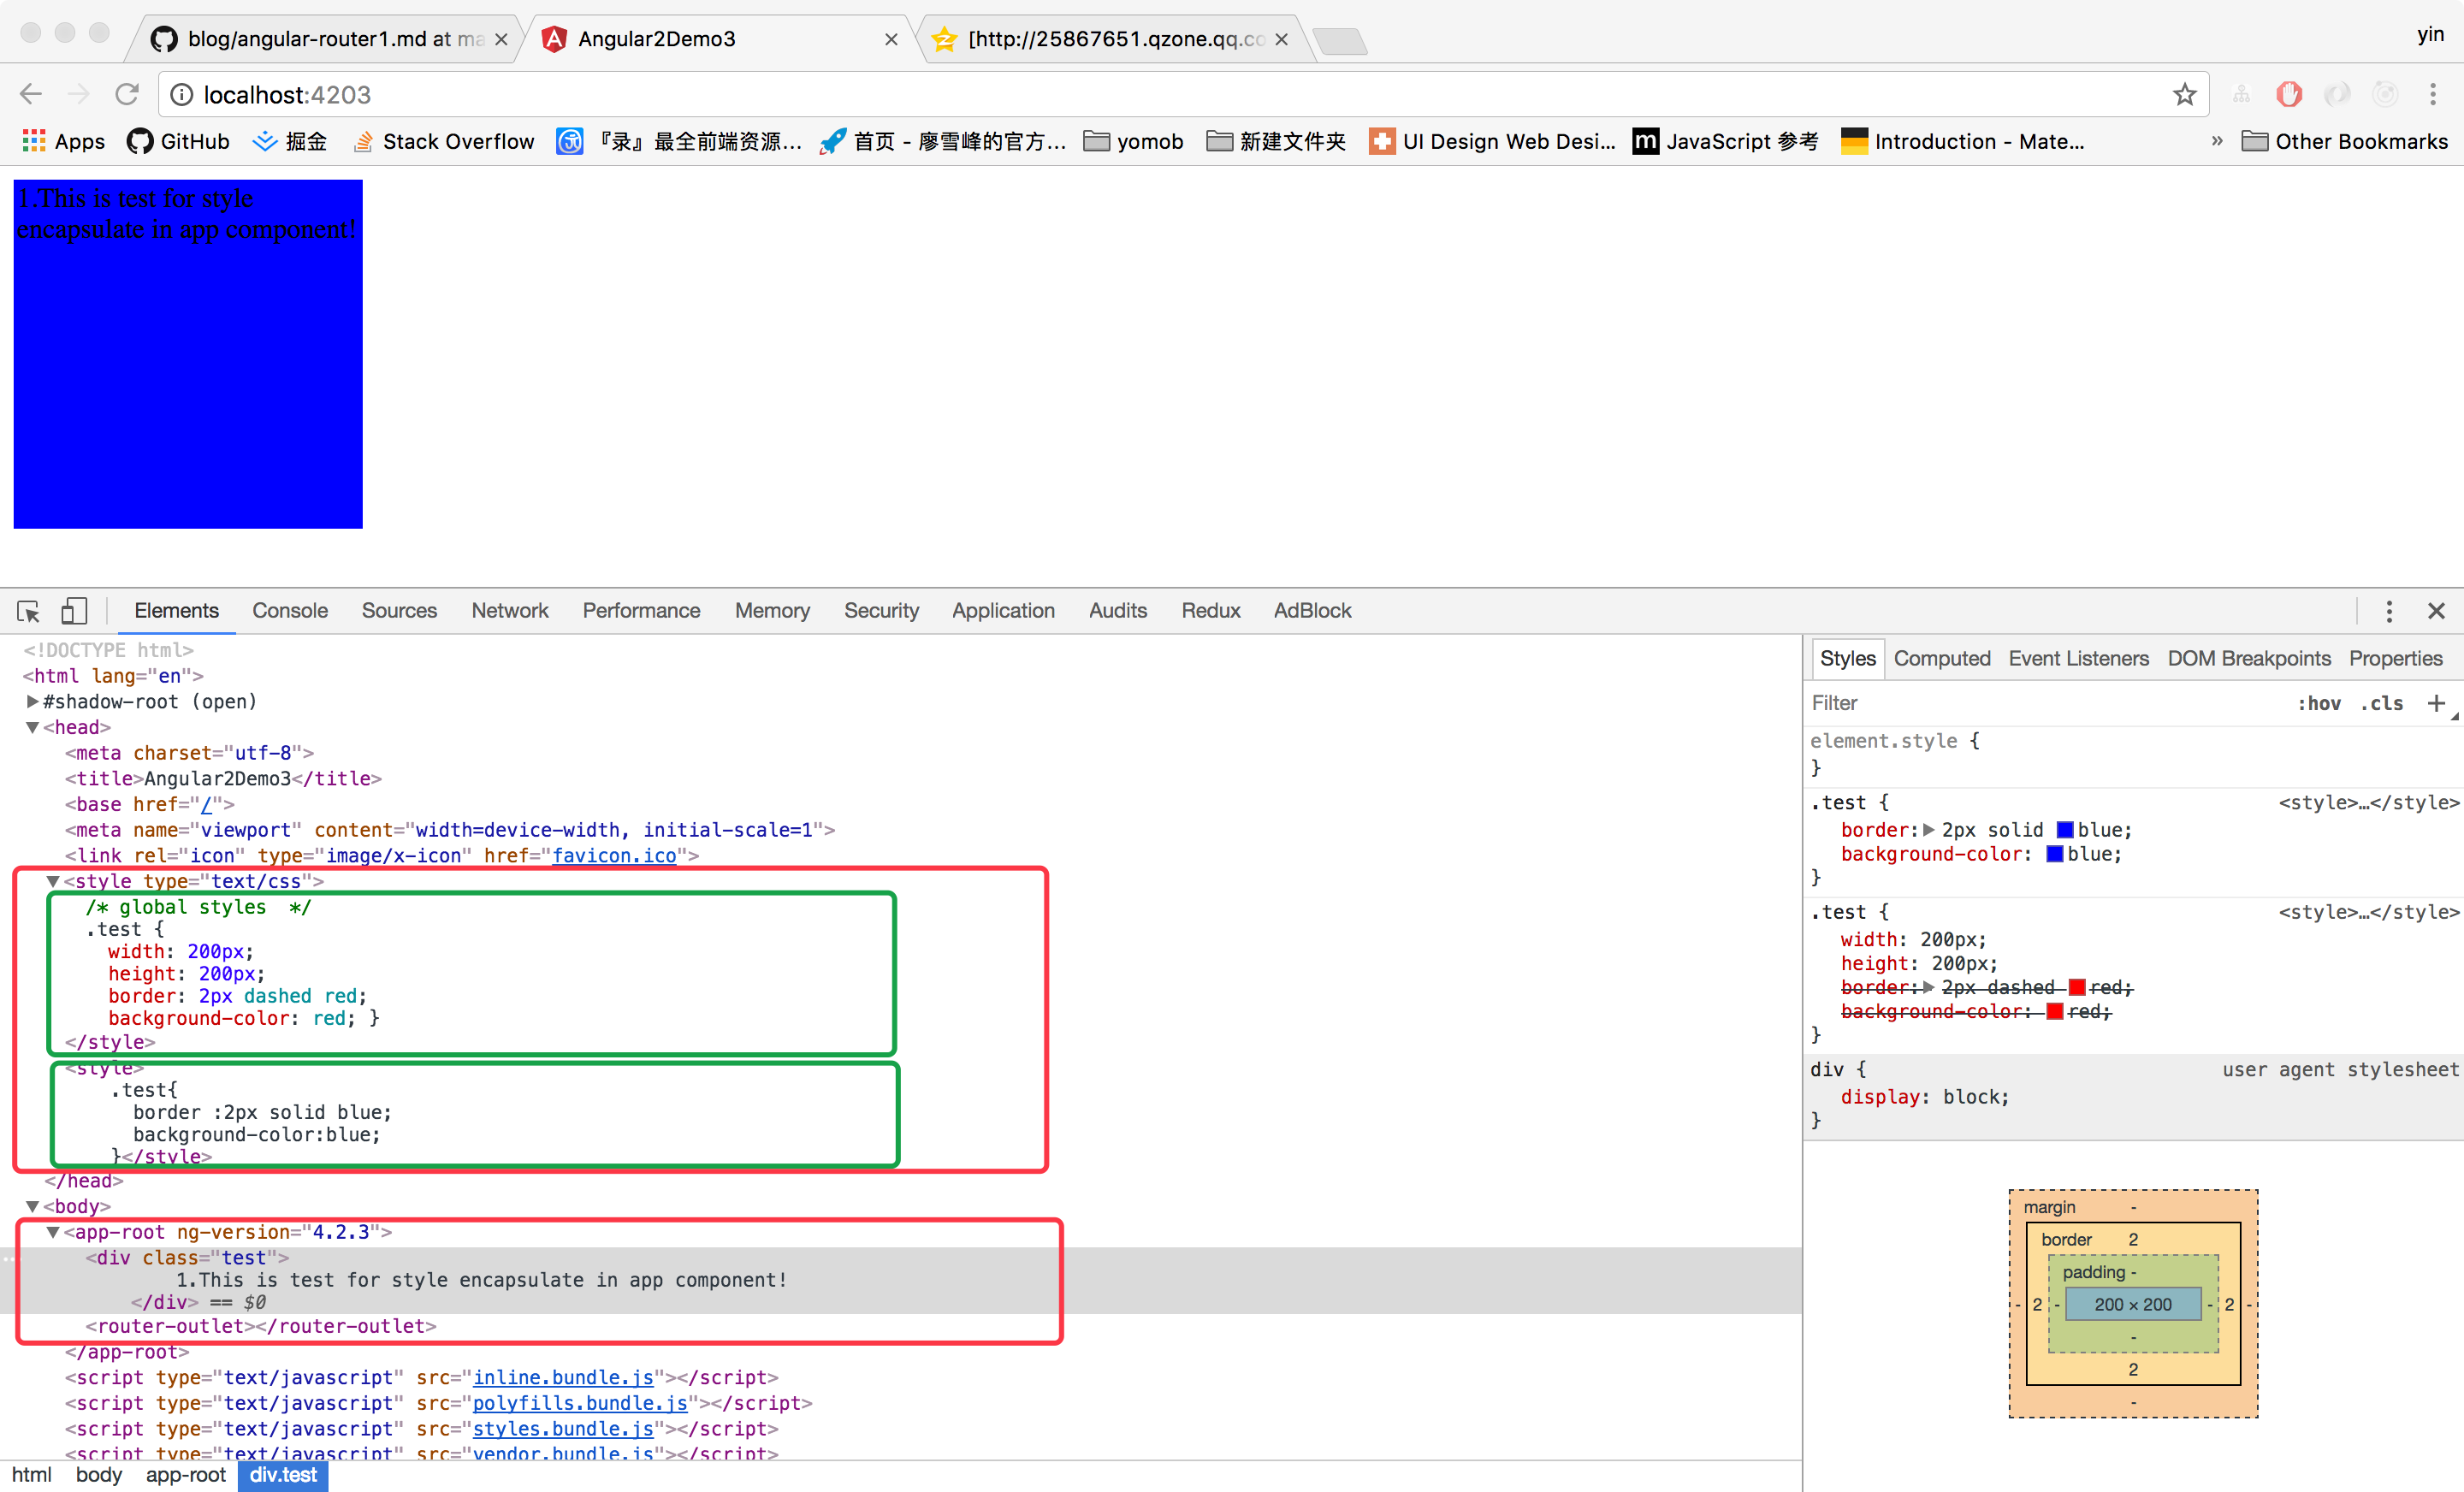 blog/angular-router1.md at ma
Angular2Demo3
[http://25867651.qzone.qq.co
yin
localhost:4203
Apps
GitHub
掘金
Stack Overflow
『录』最全前端资源...
首页 - 廖雪峰的官方...
yomob
新建文件夹
UI Design Web Desi...
JavaScript 参考
Introduction - Mate...
»
Other Bookmarks
1.This is test for style
encapsulate in app component!
Elements Console Sources Network Performance Memory Security Application Audits Redux AdBlock
<!DOCTYPE html>
<html lang="en">
#shadow-root (open)
<head>
<meta charset="utf-8">
<title>Angular2Demo3</title>
<base href="/">
<meta name="viewport" content="width=device-width, initial-scale=1">
<link rel="icon" type="image/x-icon" href="favicon.ico">
<style type="text/css">
/* global styles  */
.test {
width: 200px;
height: 200px;
border: 2px dashed red;
background-color: red; }
</style>
<style>
.test{
border :2px solid blue;
background-color:blue;
}</style>
</head>
<body>
<app-root ng-version="4.2.3">
<div class="test">
1.This is test for style encapsulate in app component!
</div> == $0
<router-outlet></router-outlet>
</app-root>
<script type="text/javascript" src="inline.bundle.js"></script>
<script type="text/javascript" src="polyfills.bundle.js"></script>
<script type="text/javascript" src="styles.bundle.js"></script>
<script type="text/javascript" src="vendor.bundle.js"></script>
html body app-root div.test
Styles Computed Event Listeners DOM Breakpoints Properties
Filter :hov .cls +
element.style {
}
.test { <style>…</style>
border: 2px solid blue;
background-color: blue;
}
.test { <style>…</style>
width: 200px;
height: 200px;
border: 2px dashed red;
background-color: red;
}
div { user agent stylesheet
display: block;
}
margin -
border 2
padding -
- 2 - 200 × 200 - 2 -
-
2
-